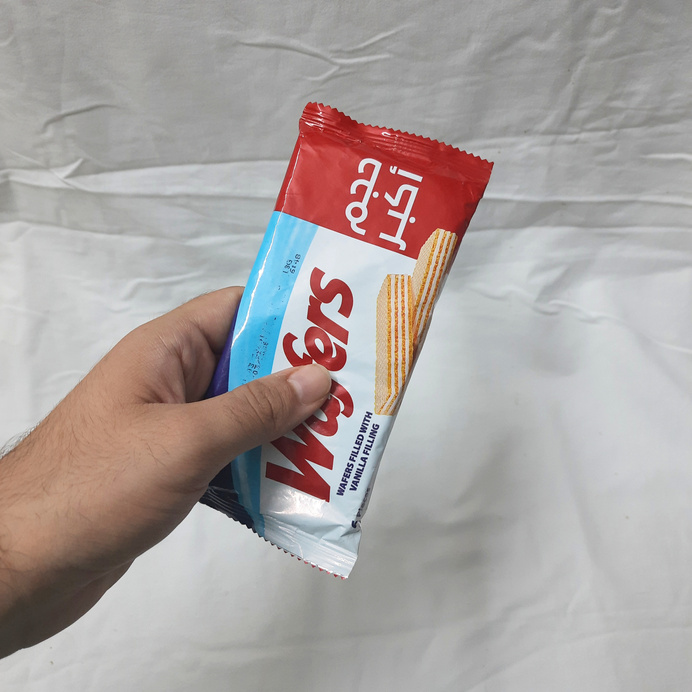 حجم
أكبر
Wafers
WAFERS FILLED WITH
VANILLA FILLING